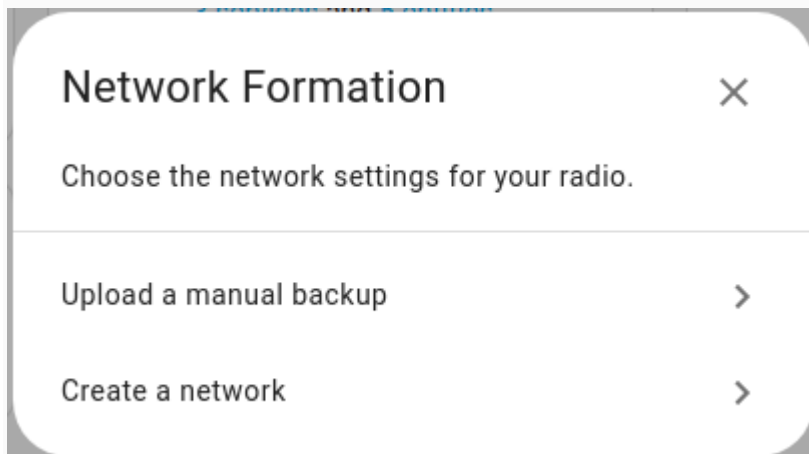 Network Formation
Choose the network settings for your radio.
Upload a manual backup
Create a network